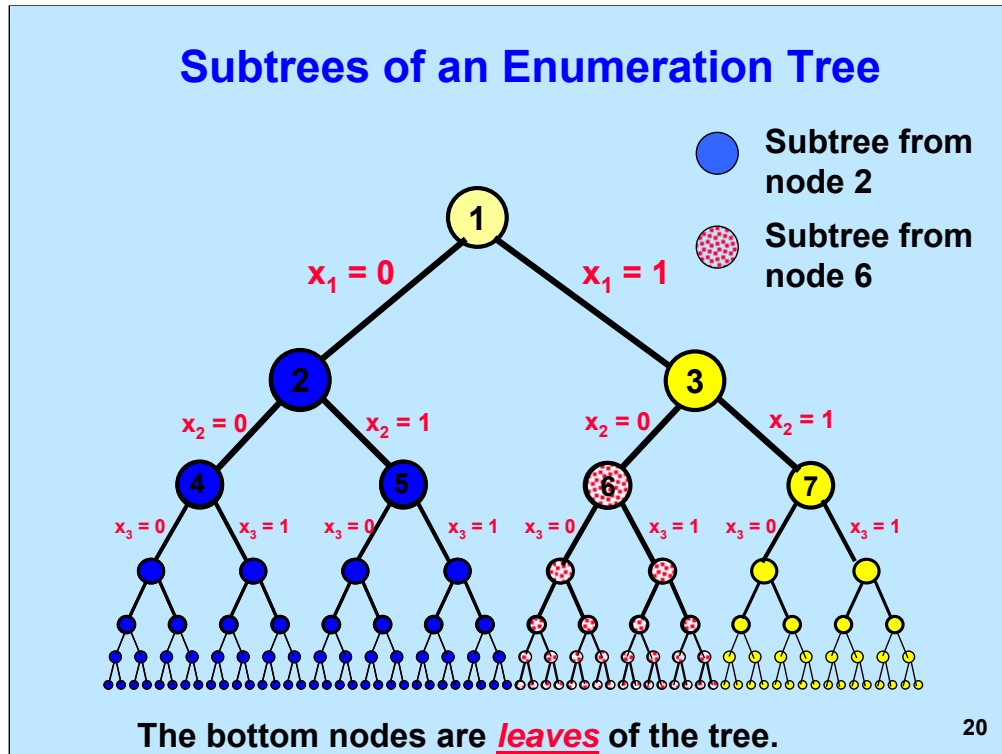 Subtrees of an Enumeration Tree
Subtree from
node 2
Subtree from
node 6
1
x₁ = 0
x₁ = 1
2
3
x₂ = 0
x₂ = 1
x₂ = 0
x₂ = 1
4
5
6
7
x₃ = 0
x₃ = 1
x₃ = 0
x₃ = 1
x₃ = 0
x₃ = 1
x₃ = 0
x₃ = 1
The bottom nodes are leaves of the tree.
20